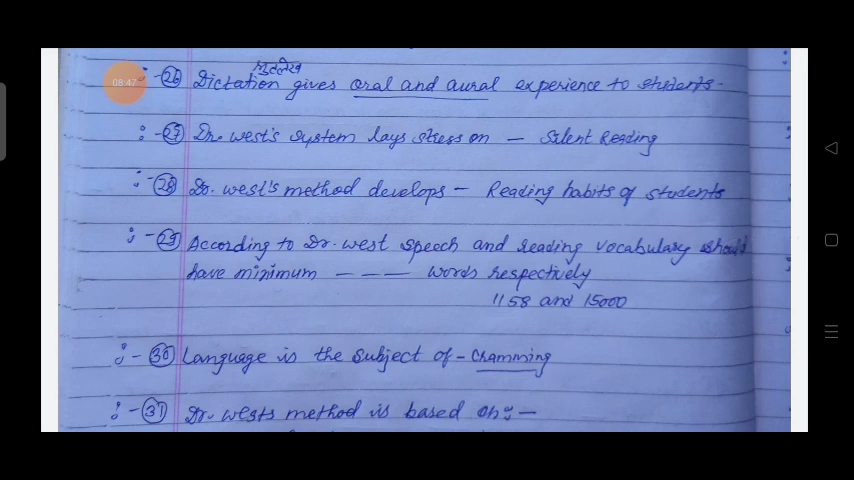 08:47
श्रुतलेख
:-26 Dictation gives oral and aural experience to students-
:-27 Dr. West's system lays stress on - Silent Reading
:-28 Dr. West's method develops - Reading habits of students
:-29 According to Dr. West speech and reading vocabulary should
have minimum - - - words respectively
1158 and 15000
:-30 Language is the subject of - Cramming
:-31 Dr. Wests method is based on :-